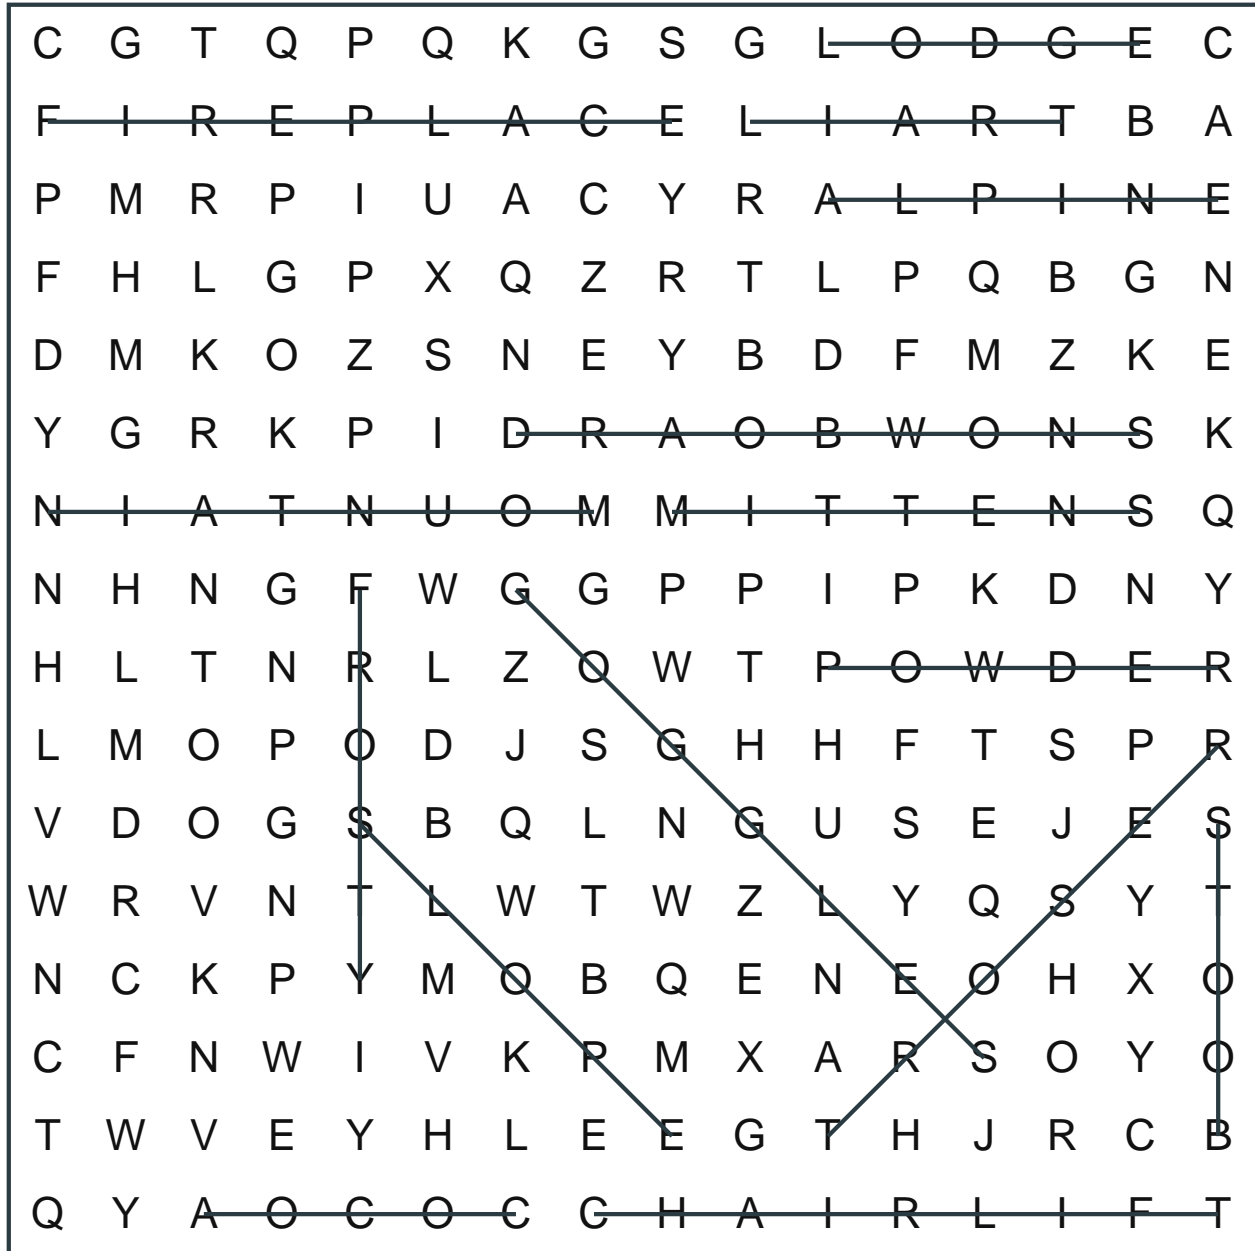 C G T Q P Q K G S G L O D G E C
F I R E P L A C E L I A R T B A
P M R P I U A C Y R A L P I N E
F H L G P X Q Z R T L P Q B G N
D M K O Z S N E Y B D F M Z K E
Y G R K P I D R A O B W O N S K
N I A T N U O M M I T T E N S Q
N H N G F W G G P P I P K D N Y
H L T N R L Z O W T P O W D E R
L M O P O D J S G H H F T S P R
V D O G S B Q L N G U S E J E S
W R V N T L W T W Z L Y Q S Y T
N C K P Y M O B Q E N E O H X O
C F N W I V K P M X A R S O Y O
T W V E Y H L E E G T H J R C B
Q Y A O C O C C H A I R L I F T